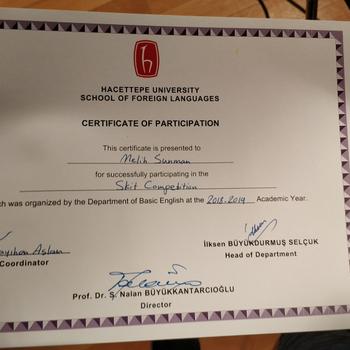 HACETTEPE UNIVERSITY
SCHOOL OF FOREIGN LANGUAGES
CERTIFICATE OF PARTICIPATION
This certificate is presented to
Melih Sunman
for successfully participating in the
Skit Competition
which was organized by the Department of Basic English at the 2018-2019 Academic Year.
Aslan
Coordinator
İlksen BÜYÜKDURMUŞ SELÇUK
Head of Department
Prof. Dr. Ş. Nalan BÜYÜKKANTARCIOĞLU
Director